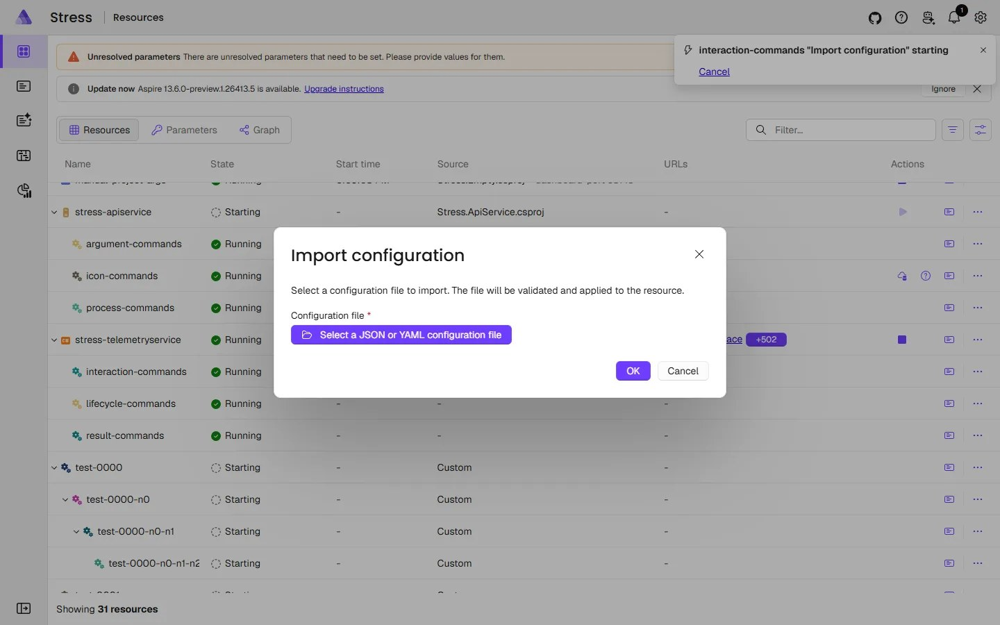 Stress
Resources
1
Unresolved parameters There are unresolved parameters that need to be set. Please provide values for them.
interaction-commands "Import configuration" starting
Cancel
Update now Aspire 13.6.0-preview.1.26413.5 is available. Upgrade instructions
Ignore
Resources Parameters Graph
Filter...
Name State Start time Source URLs Actions
stress-apiservice Starting - Stress.ApiService.csproj -
argument-commands Running
icon-commands Running
process-commands Running
stress-telemetryservice Running ace +502
interaction-commands Running
lifecycle-commands Running - - -
result-commands Running - - -
test-0000 Starting - Custom -
test-0000-n0 Starting - Custom -
test-0000-n0-n1 Starting - Custom -
test-0000-n0-n1-n2 Starting - Custom -
Showing 31 resources
Import configuration
Select a configuration file to import. The file will be validated and applied to the resource.
Configuration file *
Select a JSON or YAML configuration file
OK Cancel